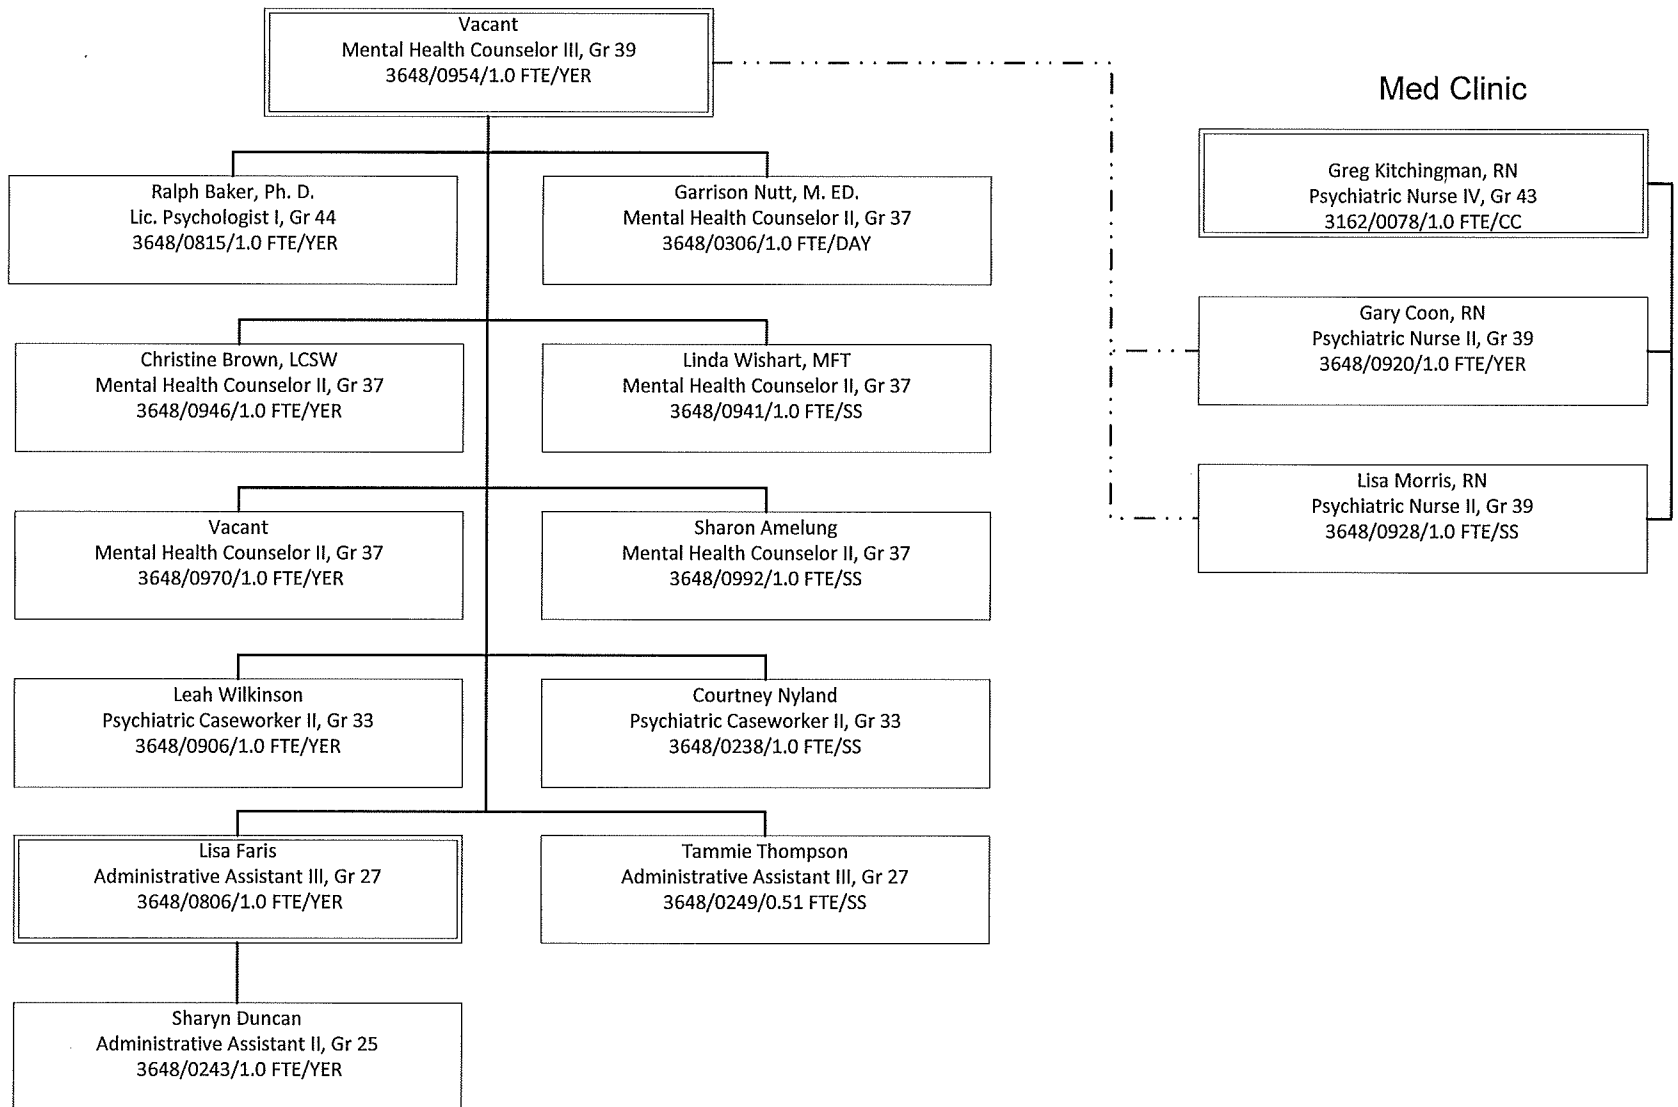 Vacant
Mental Health Counselor III, Gr 39
3648/0954/1.0 FTE/YER
Ralph Baker, Ph. D.
Lic. Psychologist I, Gr 44
3648/0815/1.0 FTE/YER
Garrison Nutt, M. ED.
Mental Health Counselor II, Gr 37
3648/0306/1.0 FTE/DAY
Christine Brown, LCSW
Mental Health Counselor II, Gr 37
3648/0946/1.0 FTE/YER
Linda Wishart, MFT
Mental Health Counselor II, Gr 37
3648/0941/1.0 FTE/SS
Vacant
Mental Health Counselor II, Gr 37
3648/0970/1.0 FTE/YER
Sharon Amelung
Mental Health Counselor II, Gr 37
3648/0992/1.0 FTE/SS
Leah Wilkinson
Psychiatric Caseworker II, Gr 33
3648/0906/1.0 FTE/YER
Courtney Nyland
Psychiatric Caseworker II, Gr 33
3648/0238/1.0 FTE/SS
Lisa Faris
Administrative Assistant III, Gr 27
3648/0806/1.0 FTE/YER
Tammie Thompson
Administrative Assistant III, Gr 27
3648/0249/0.51 FTE/SS
Sharyn Duncan
Administrative Assistant II, Gr 25
3648/0243/1.0 FTE/YER
Med Clinic
Greg Kitchingman, RN
Psychiatric Nurse IV, Gr 43
3162/0078/1.0 FTE/CC
Gary Coon, RN
Psychiatric Nurse II, Gr 39
3648/0920/1.0 FTE/YER
Lisa Morris, RN
Psychiatric Nurse II, Gr 39
3648/0928/1.0 FTE/SS